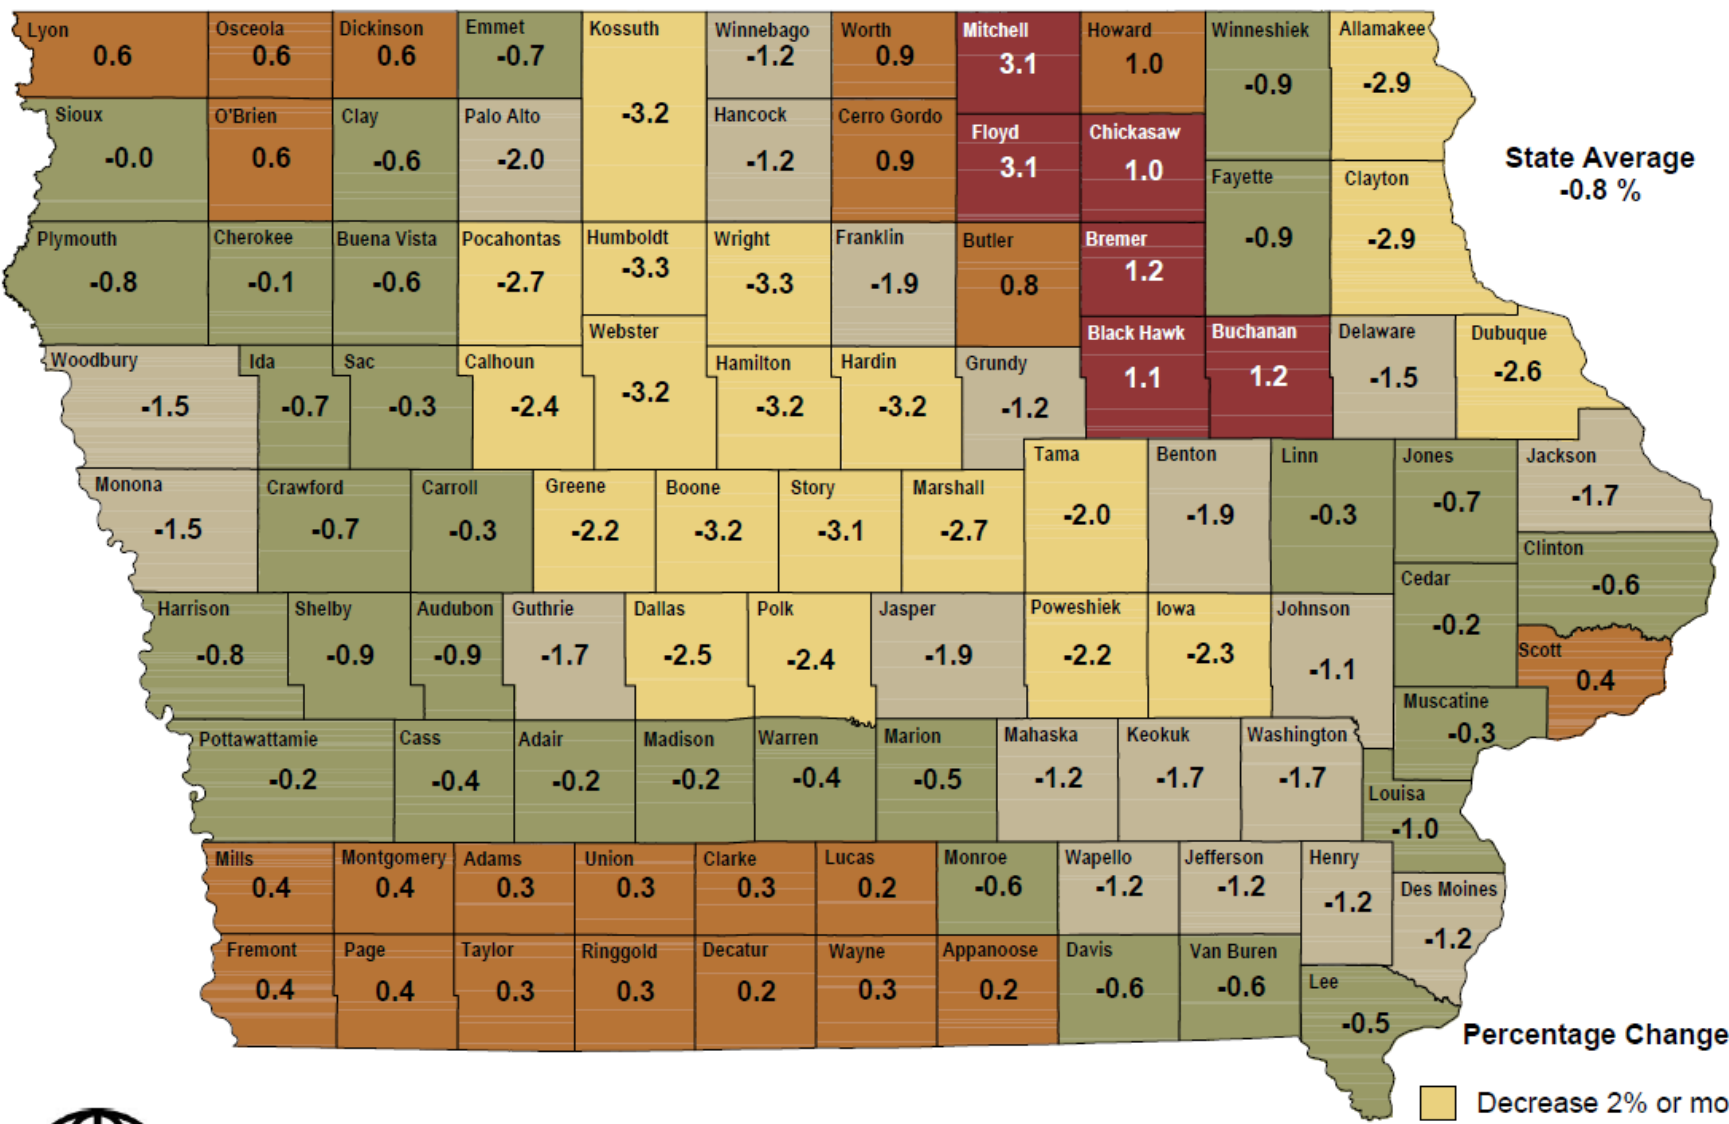 Lyon
0.6
Osceola
0.6
Dickinson
0.6
Emmet
-0.7
Kossuth
-3.2
Winnebago
-1.2
Worth
0.9
Mitchell
3.1
Howard
1.0
Winneshiek
-0.9
Allamakee
-2.9
Sioux
-0.0
O'Brien
0.6
Clay
-0.6
Palo Alto
-2.0
Hancock
-1.2
Cerro Gordo
0.9
Floyd
3.1
Chickasaw
1.0
Fayette
-0.9
Clayton
-2.9
State Average
-0.8 %
Plymouth
-0.8
Cherokee
-0.1
Buena Vista
-0.6
Pocahontas
-2.7
Humboldt
-3.3
Wright
-3.3
Franklin
-1.9
Butler
0.8
Bremer
1.2
Woodbury
-1.5
Ida
-0.7
Sac
-0.3
Calhoun
-2.4
Webster
-3.2
Hamilton
-3.2
Hardin
-3.2
Grundy
-1.2
Black Hawk
1.1
Buchanan
1.2
Delaware
-1.5
Dubuque
-2.6
Monona
-1.5
Crawford
-0.7
Carroll
-0.3
Greene
-2.2
Boone
-3.2
Story
-3.1
Marshall
-2.7
Tama
-2.0
Benton
-1.9
Linn
-0.3
Jones
-0.7
Jackson
-1.7
Clinton
-0.6
Cedar
-0.2
Harrison
-0.8
Shelby
-0.9
Audubon
-0.9
Guthrie
-1.7
Dallas
-2.5
Polk
-2.4
Jasper
-1.9
Poweshiek
-2.2
Iowa
-2.3
Johnson
-1.1
Scott
0.4
Muscatine
-0.3
Pottawattamie
-0.2
Cass
-0.4
Adair
-0.2
Madison
-0.2
Warren
-0.4
Marion
-0.5
Mahaska
-1.2
Keokuk
-1.7
Washington
-1.7
Louisa
-1.0
Mills
0.4
Montgomery
0.4
Adams
0.3
Union
0.3
Clarke
0.3
Lucas
0.2
Monroe
-0.6
Wapello
-1.2
Jefferson
-1.2
Henry
-1.2
Des Moines
-1.2
Fremont
0.4
Page
0.4
Taylor
0.3
Ringgold
0.3
Decatur
0.2
Wayne
0.3
Appanoose
0.2
Davis
-0.6
Van Buren
-0.6
Lee
-0.5
Percentage Change
Decrease 2% or mo